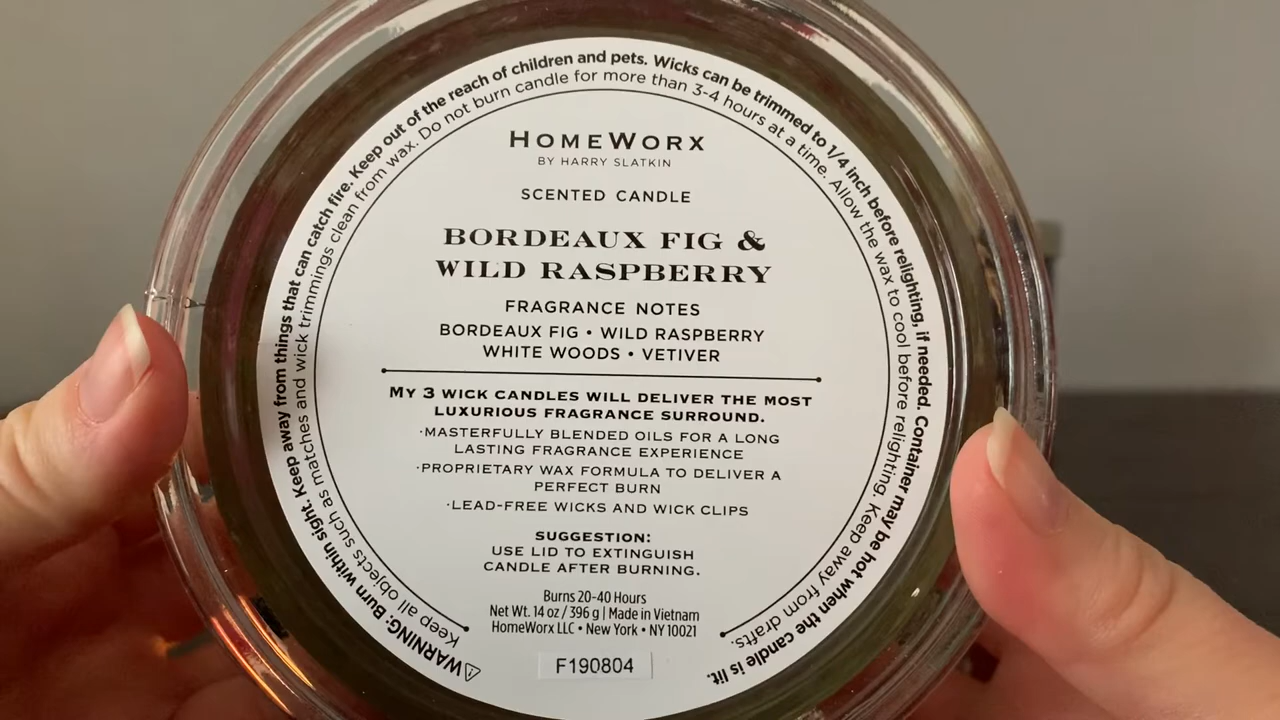 HOMEWORX
BY HARRY SLATKIN
SCENTED CANDLE
BORDEAUX FIG &
WILD RASPBERRY
FRAGRANCE NOTES
BORDEAUX FIG • WILD RASPBERRY
WHITE WOODS • VETIVER
MY 3 WICK CANDLES WILL DELIVER THE MOST
LUXURIOUS FRAGRANCE SURROUND.
·MASTERFULLY BLENDED OILS FOR A LONG
LASTING FRAGRANCE EXPERIENCE
·PROPRIETARY WAX FORMULA TO DELIVER A
PERFECT BURN
·LEAD-FREE WICKS AND WICK CLIPS
SUGGESTION:
USE LID TO EXTINGUISH
CANDLE AFTER BURNING.
Burns 20-40 Hours
Net Wt. 14 oz / 396 g | Made in Vietnam
HomeWorx LLC • New York • NY 10021
F190804
⚠WARNING: Burn within sight. Keep away from things that can catch fire. Keep out of the reach of children and pets. Wicks can be trimmed to 1/4 inch before relighting, if needed. Container may be hot when the candle is lit.
Keep all objects such as matches and wick trimmings clean from wax. Do not burn candle for more than 3-4 hours at a time. Allow the wax to cool before relighting. Keep away from drafts.